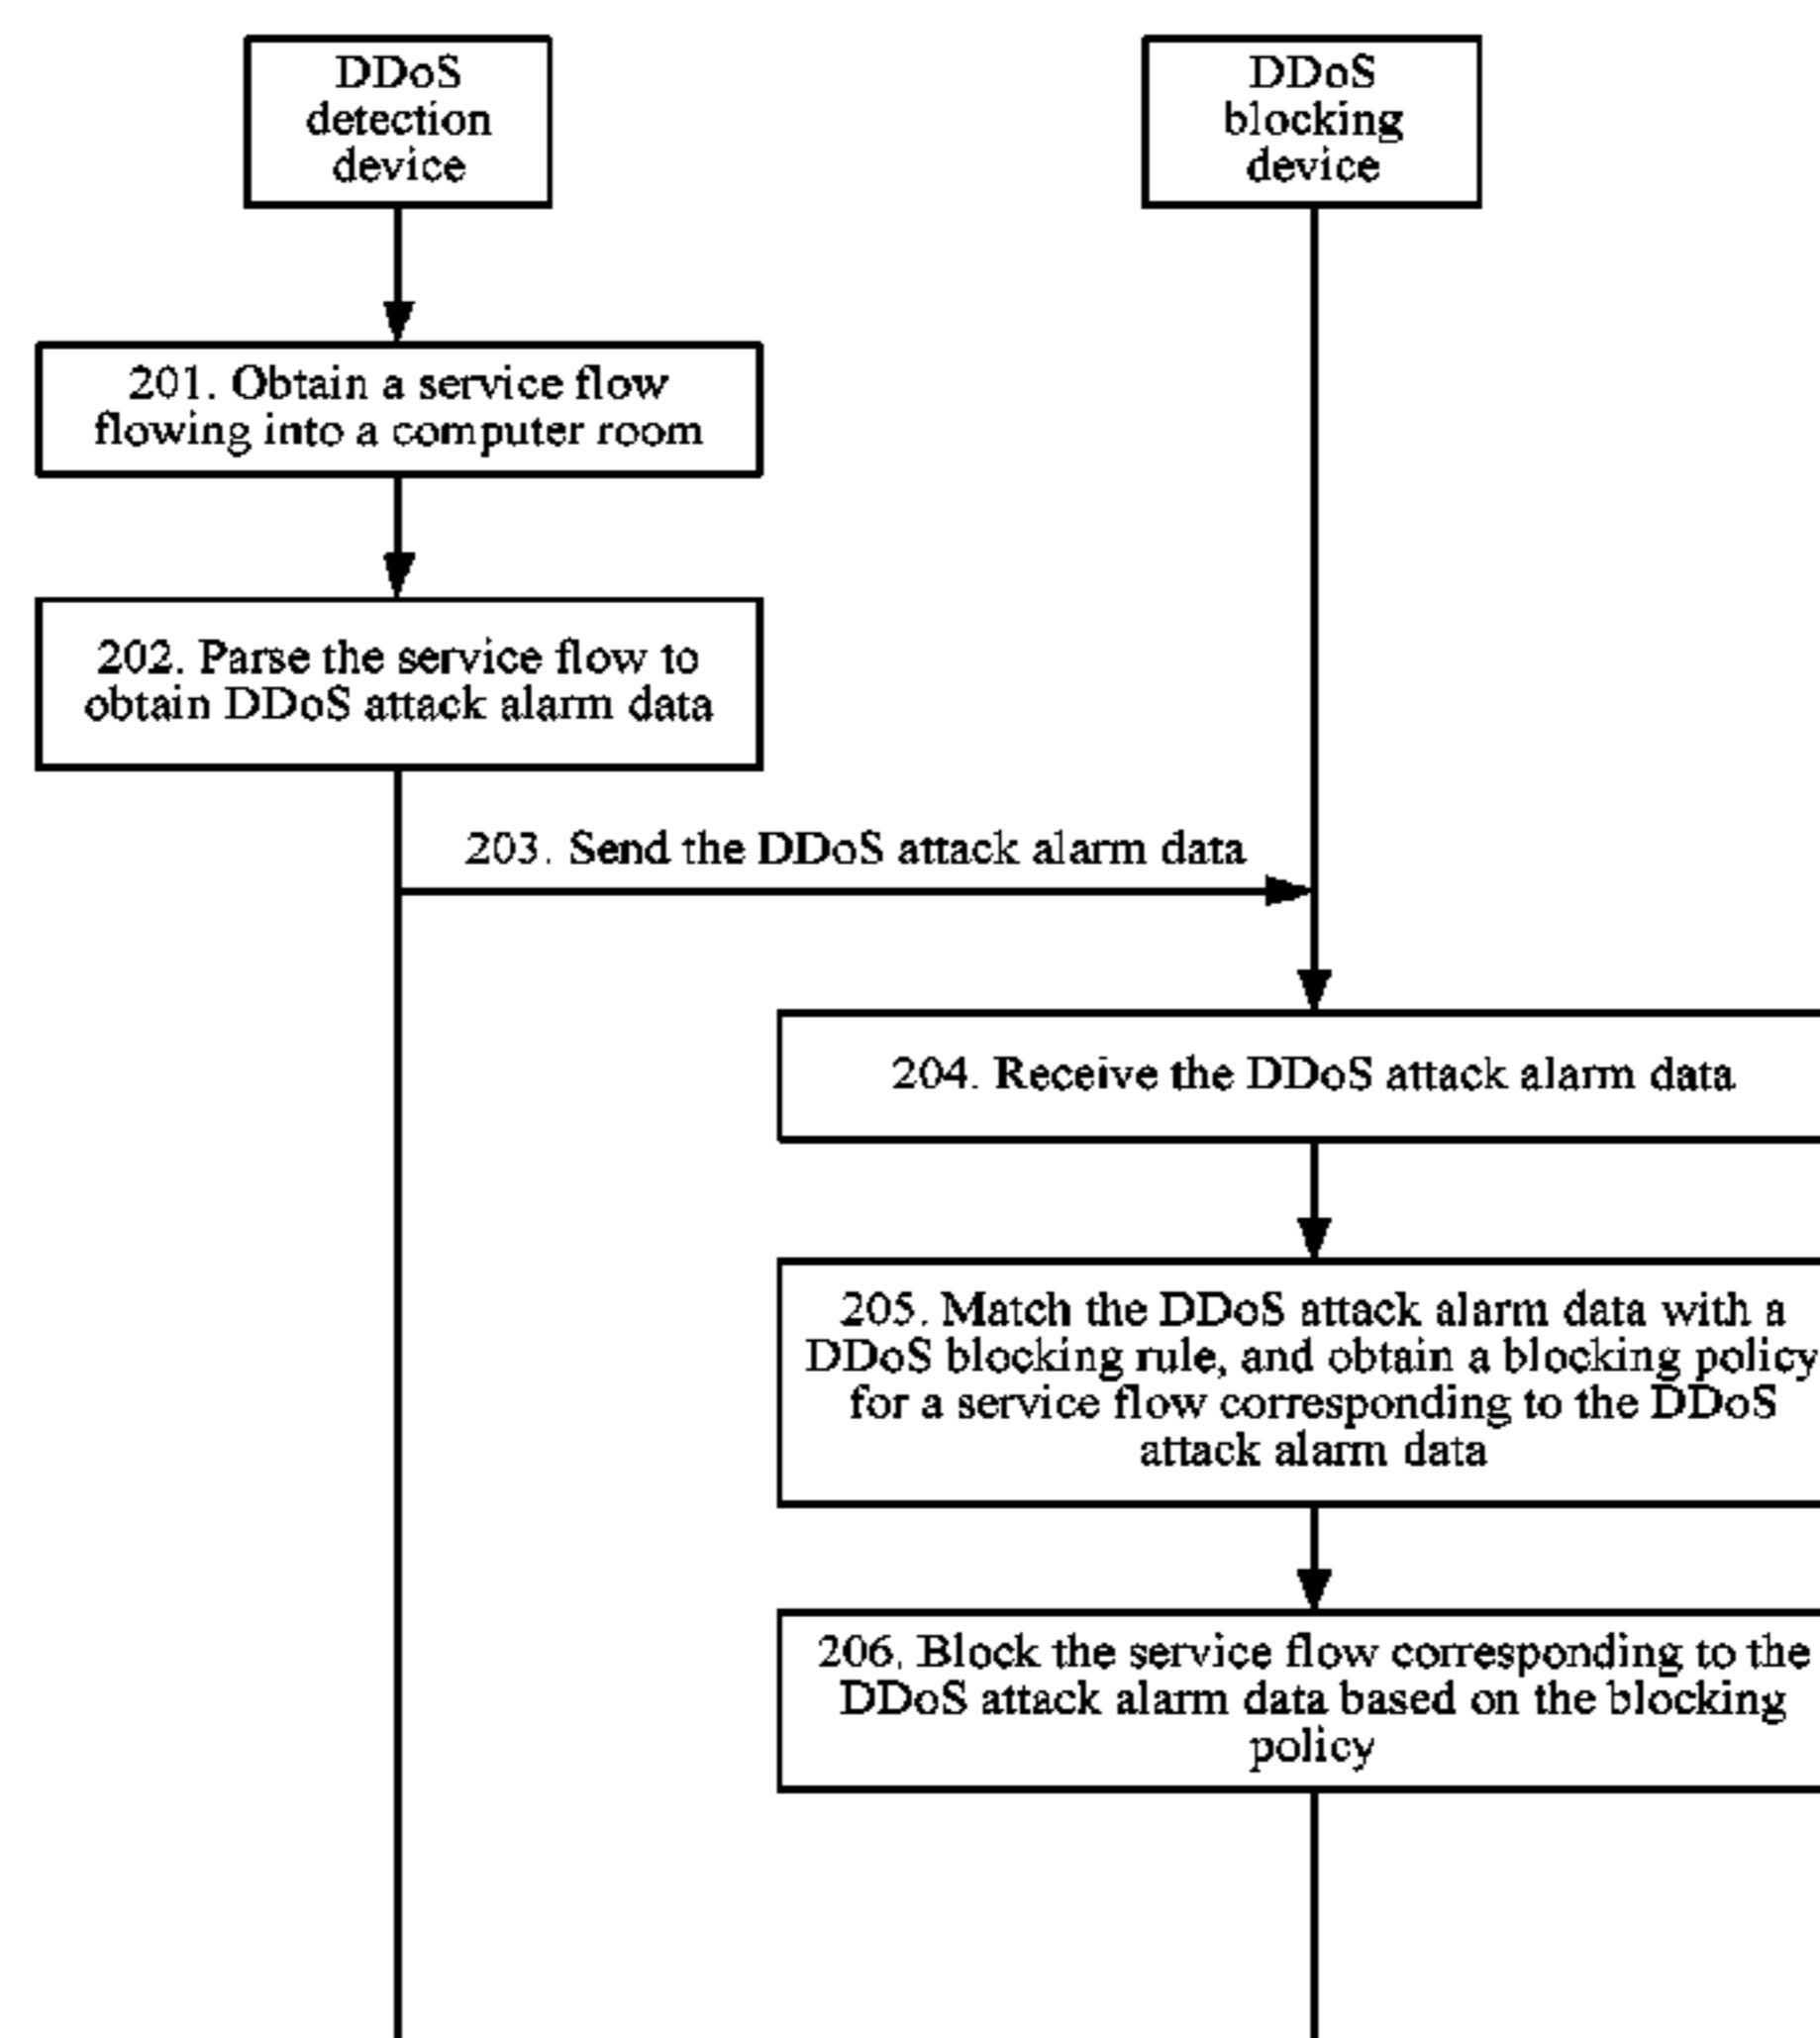 DDoS
detection
device
DDoS
blocking
device
201. Obtain a service flow
flowing into a computer room
202. Parse the service flow to
obtain DDoS attack alarm data
203. Send the DDoS attack alarm data
204. Receive the DDoS attack alarm data
205. Match the DDoS attack alarm data with a
DDoS blocking rule, and obtain a blocking policy
for a service flow corresponding to the DDoS
attack alarm data
206. Block the service flow corresponding to the
DDoS attack alarm data based on the blocking
policy